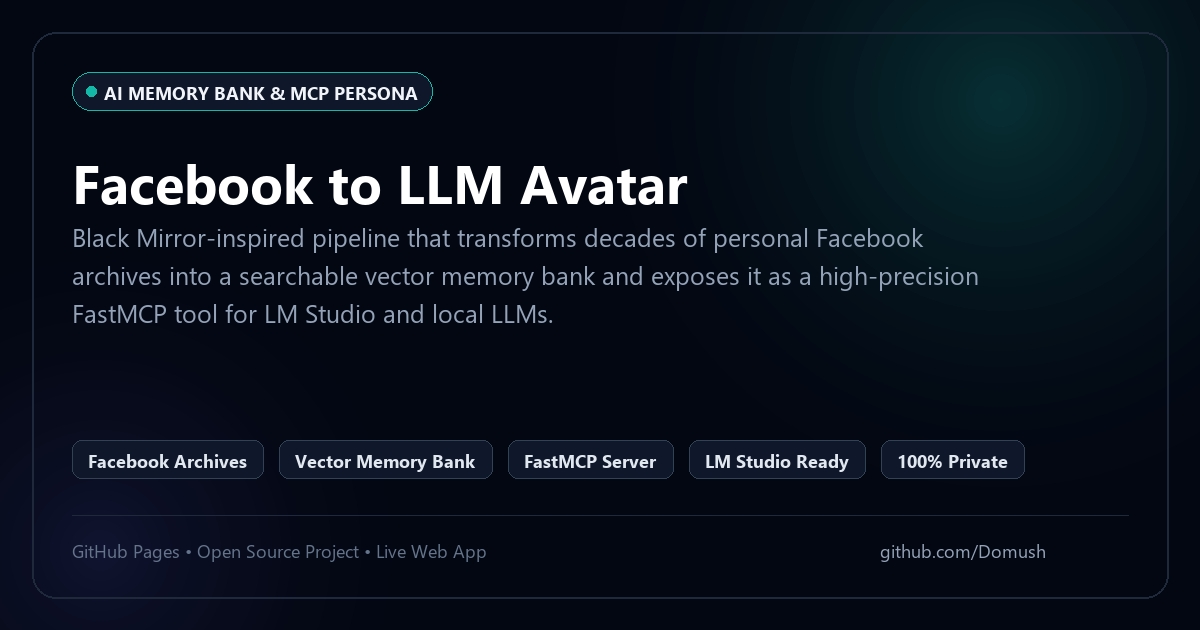 AI MEMORY BANK & MCP PERSONA
Facebook to LLM Avatar
Black Mirror-inspired pipeline that transforms decades of personal Facebook
archives into a searchable vector memory bank and exposes it as a high-precision
FastMCP tool for LM Studio and local LLMs.
Facebook Archives
Vector Memory Bank
FastMCP Server
LM Studio Ready
100% Private
GitHub Pages • Open Source Project • Live Web App
github.com/Domush